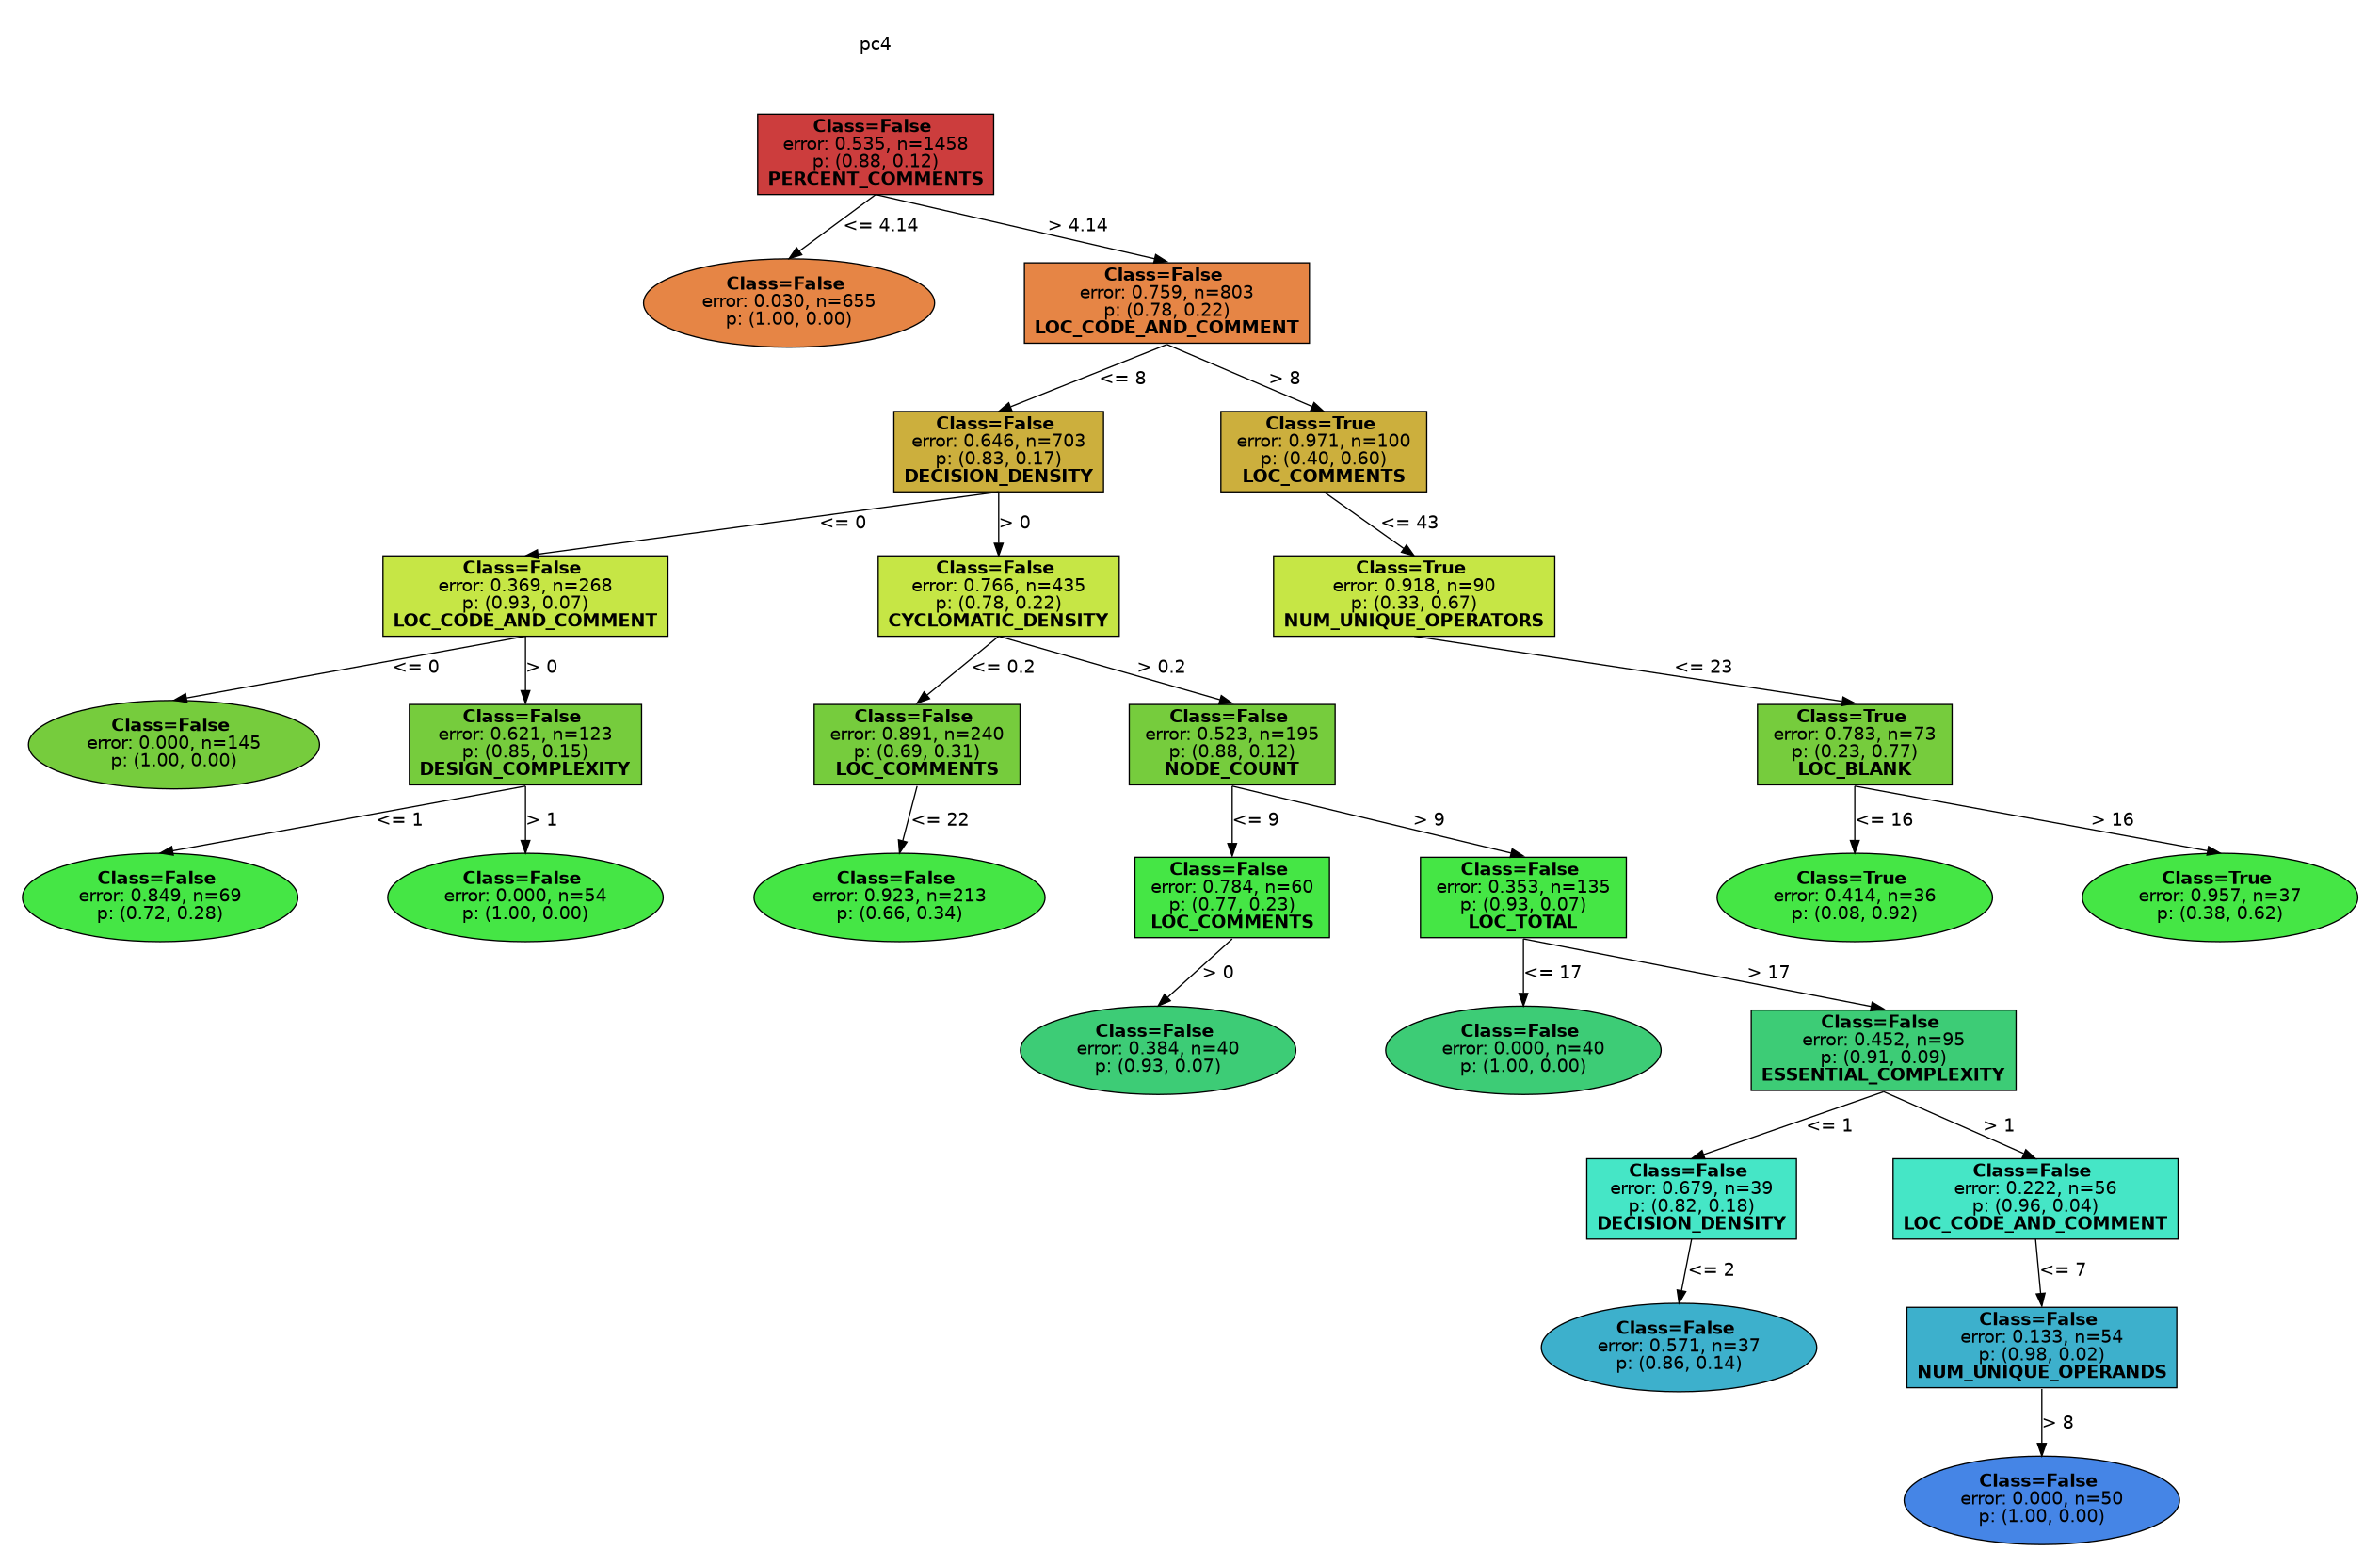 pc4
Class=False
error: 0.535, n=1458
p: (0.88, 0.12)
PERCENT_COMMENTS
<= 4.14
> 4.14
Class=False
error: 0.030, n=655
p: (1.00, 0.00)
Class=False
error: 0.759, n=803
p: (0.78, 0.22)
LOC_CODE_AND_COMMENT
<= 8
> 8
Class=False
error: 0.646, n=703
p: (0.83, 0.17)
DECISION_DENSITY
Class=True
error: 0.971, n=100
p: (0.40, 0.60)
LOC_COMMENTS
<= 0
> 0
<= 43
Class=False
error: 0.369, n=268
p: (0.93, 0.07)
LOC_CODE_AND_COMMENT
Class=False
error: 0.766, n=435
p: (0.78, 0.22)
CYCLOMATIC_DENSITY
Class=True
error: 0.918, n=90
p: (0.33, 0.67)
NUM_UNIQUE_OPERATORS
<= 0
> 0
<= 0.2
> 0.2
<= 23
Class=False
error: 0.000, n=145
p: (1.00, 0.00)
Class=False
error: 0.621, n=123
p: (0.85, 0.15)
DESIGN_COMPLEXITY
Class=False
error: 0.891, n=240
p: (0.69, 0.31)
LOC_COMMENTS
Class=False
error: 0.523, n=195
p: (0.88, 0.12)
NODE_COUNT
Class=True
error: 0.783, n=73
p: (0.23, 0.77)
LOC_BLANK
<= 1
> 1
<= 22
<= 9
> 9
<= 16
> 16
Class=False
error: 0.849, n=69
p: (0.72, 0.28)
Class=False
error: 0.000, n=54
p: (1.00, 0.00)
Class=False
error: 0.923, n=213
p: (0.66, 0.34)
Class=False
error: 0.784, n=60
p: (0.77, 0.23)
LOC_COMMENTS
Class=False
error: 0.353, n=135
p: (0.93, 0.07)
LOC_TOTAL
Class=True
error: 0.414, n=36
p: (0.08, 0.92)
Class=True
error: 0.957, n=37
p: (0.38, 0.62)
> 0
<= 17
> 17
Class=False
error: 0.384, n=40
p: (0.93, 0.07)
Class=False
error: 0.000, n=40
p: (1.00, 0.00)
Class=False
error: 0.452, n=95
p: (0.91, 0.09)
ESSENTIAL_COMPLEXITY
<= 1
> 1
Class=False
error: 0.679, n=39
p: (0.82, 0.18)
DECISION_DENSITY
Class=False
error: 0.222, n=56
p: (0.96, 0.04)
LOC_CODE_AND_COMMENT
<= 2
<= 7
Class=False
error: 0.571, n=37
p: (0.86, 0.14)
Class=False
error: 0.133, n=54
p: (0.98, 0.02)
NUM_UNIQUE_OPERANDS
> 8
Class=False
error: 0.000, n=50
p: (1.00, 0.00)